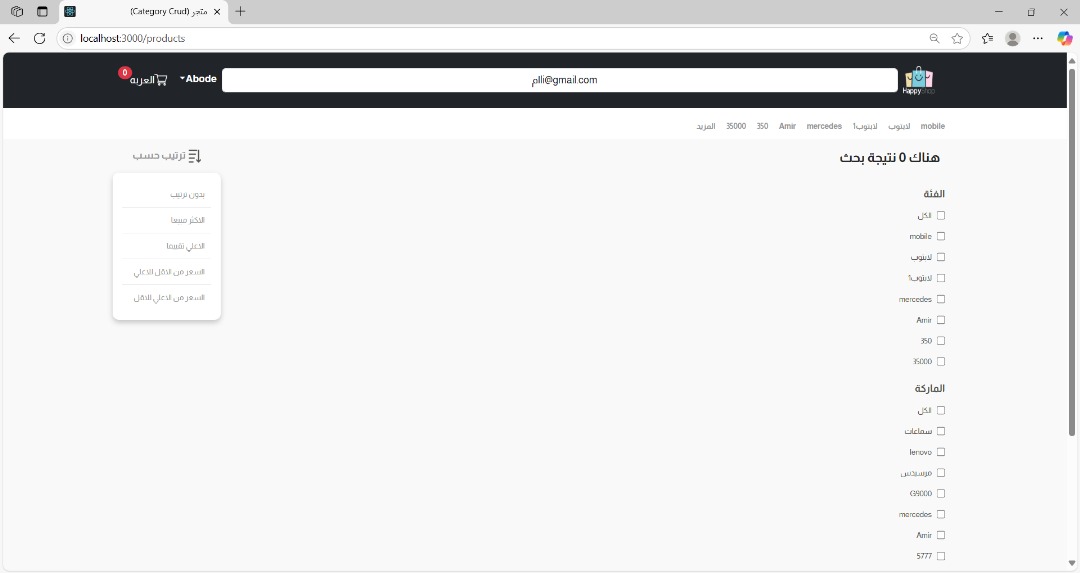 متجر (Category Crud)
localhost:3000/products
Happy Shop
ملli@gmail.com
Abode
العربه
0
mobile لابتوب لابتوب1 mercedes Amir 350 35000 المزيد
هناك 0 نتيجة بحث
ترتيب حسب
بدون ترتيب
الاكثر مبيعا
الاعلي تقييما
السعر من الاقل للاعلي
السعر من الاعلي للاقل
الفئة
الكل
mobile
لابتوب
لابتوب1
mercedes
Amir
350
35000
الماركة
الكل
سماعات
lenovo
مرسيدس
G9000
mercedes
Amir
5777